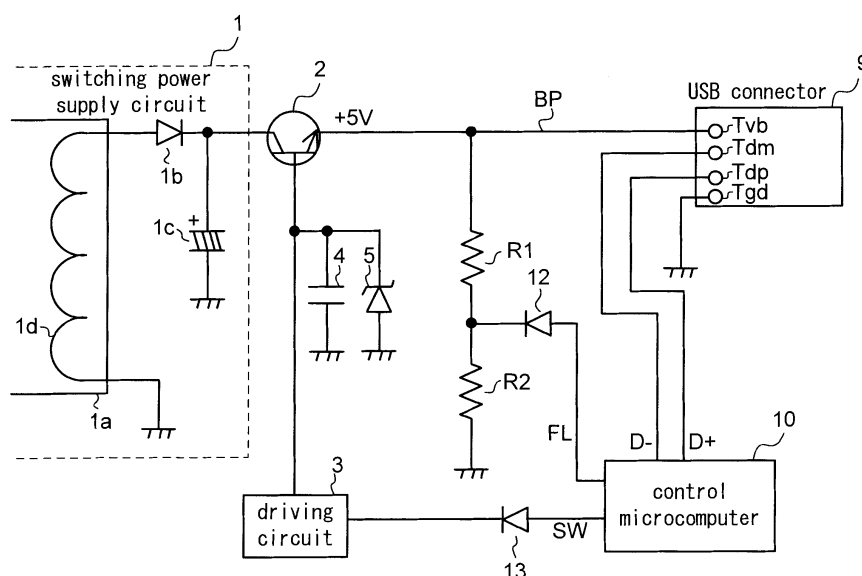 1
switching power
supply circuit
2
+5V
BP
USB connector
9
Tvb
Tdm
Tdp
Tgd
1b
+
1c
4
5
R1
12
1d
R2
1a
FL
D-
D+
10
3
driving
circuit
SW
13
control
microcomputer